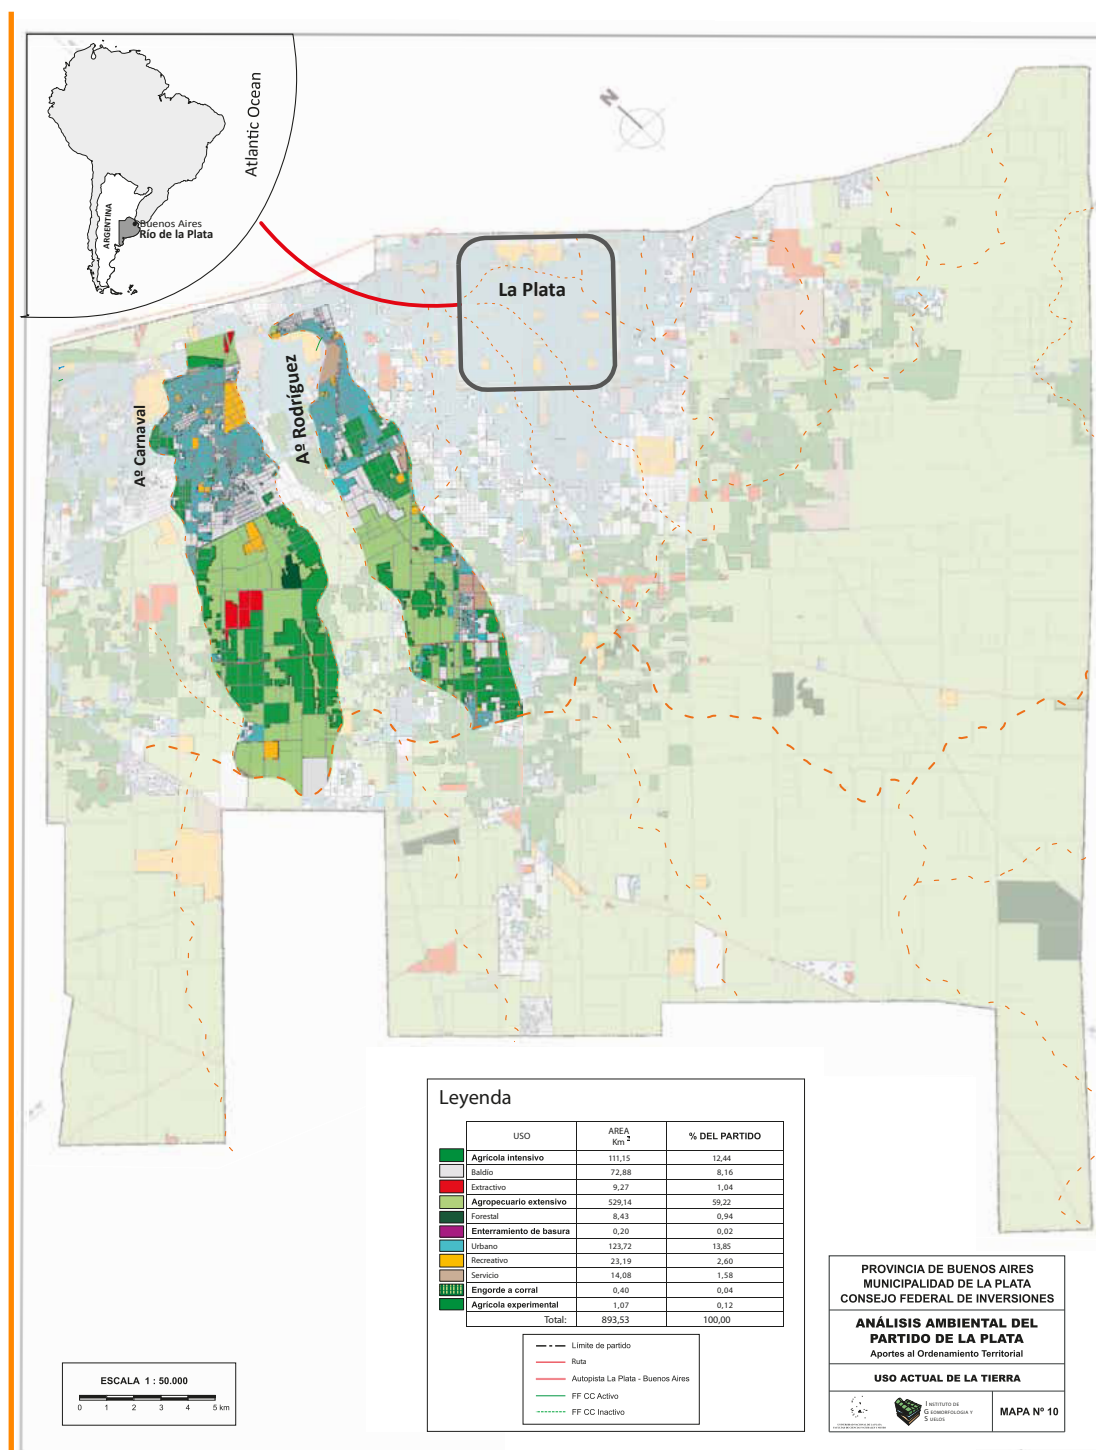 Atlantic Ocean
ARGENTINA
Buenos Aires
Río de la Plata
N
La Plata
Aº Carnaval
Aº Rodríguez
Leyenda
USO AREA Km 2 % DEL PARTIDO
Agrícola intensivo 111,15 12,44
Baldío 72,88 8,16
Extractivo 9,27 1,04
Agropecuario extensivo 529,14 59,22
Forestal 8,43 0,94
Enterramiento de basura 0,20 0,02
Urbano 123,72 13,85
Recreativo 23,19 2,60
Servicio 14,08 1,58
Engorde a corral 0,40 0,04
Agrícola experimental 1,07 0,12
Total: 893,53 100,00
Limite de partido
Ruta
Autopista La Plata - Buenos Aires
FF CC Activo
FF CC Inactivo
ESCALA 1 : 50.000
0 1 2 3 4 5 km
PROVINCIA DE BUENOS AIRES
MUNICIPALIDAD DE LA PLATA
CONSEJO FEDERAL DE INVERSIONES
ANÁLISIS AMBIENTAL DEL
PARTIDO DE LA PLATA
Aportes al Ordenamiento Territorial
USO ACTUAL DE LA TIERRA
INSTITUTO DE
GEOMORFOLOGIA Y
SUELOS
MAPA Nº 10